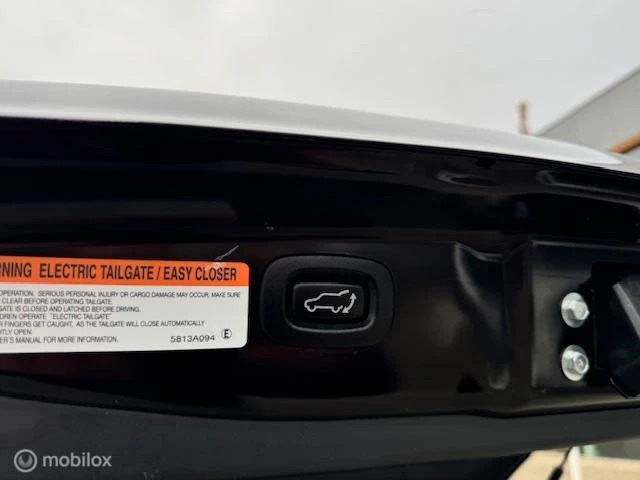 RNING ELECTRIC TAILGATE / EASY CLOSER
OPERATION, SERIOUS PERSONAL INJURY OR CARGO DAMAGE MAY OCCUR. MAKE SURE
CLEAR BEFORE OPERATING TAILGATE.
GATE IS CLOSED AND LATCHED BEFORE DRIVING.
DREN OPERATE "ELECTRIC TAILGATE"
FINGERS GET CAUGHT, AS THE TAILGATE WILL CLOSE AUTOMATICALLY
TLY OPEN.
ER'S MANUAL FOR MORE INFORMATION.
5813A094 E
mobilox